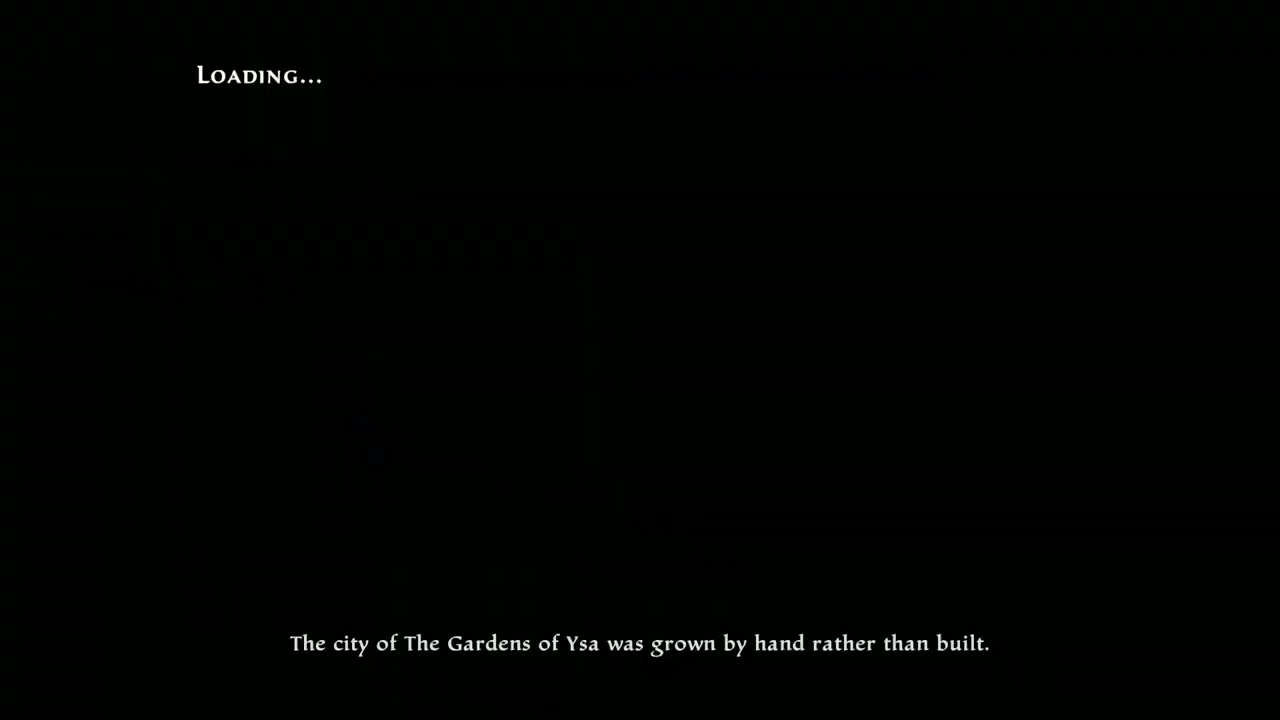 Loading...
The city of The Gardens of Ysa was grown by hand rather than built.